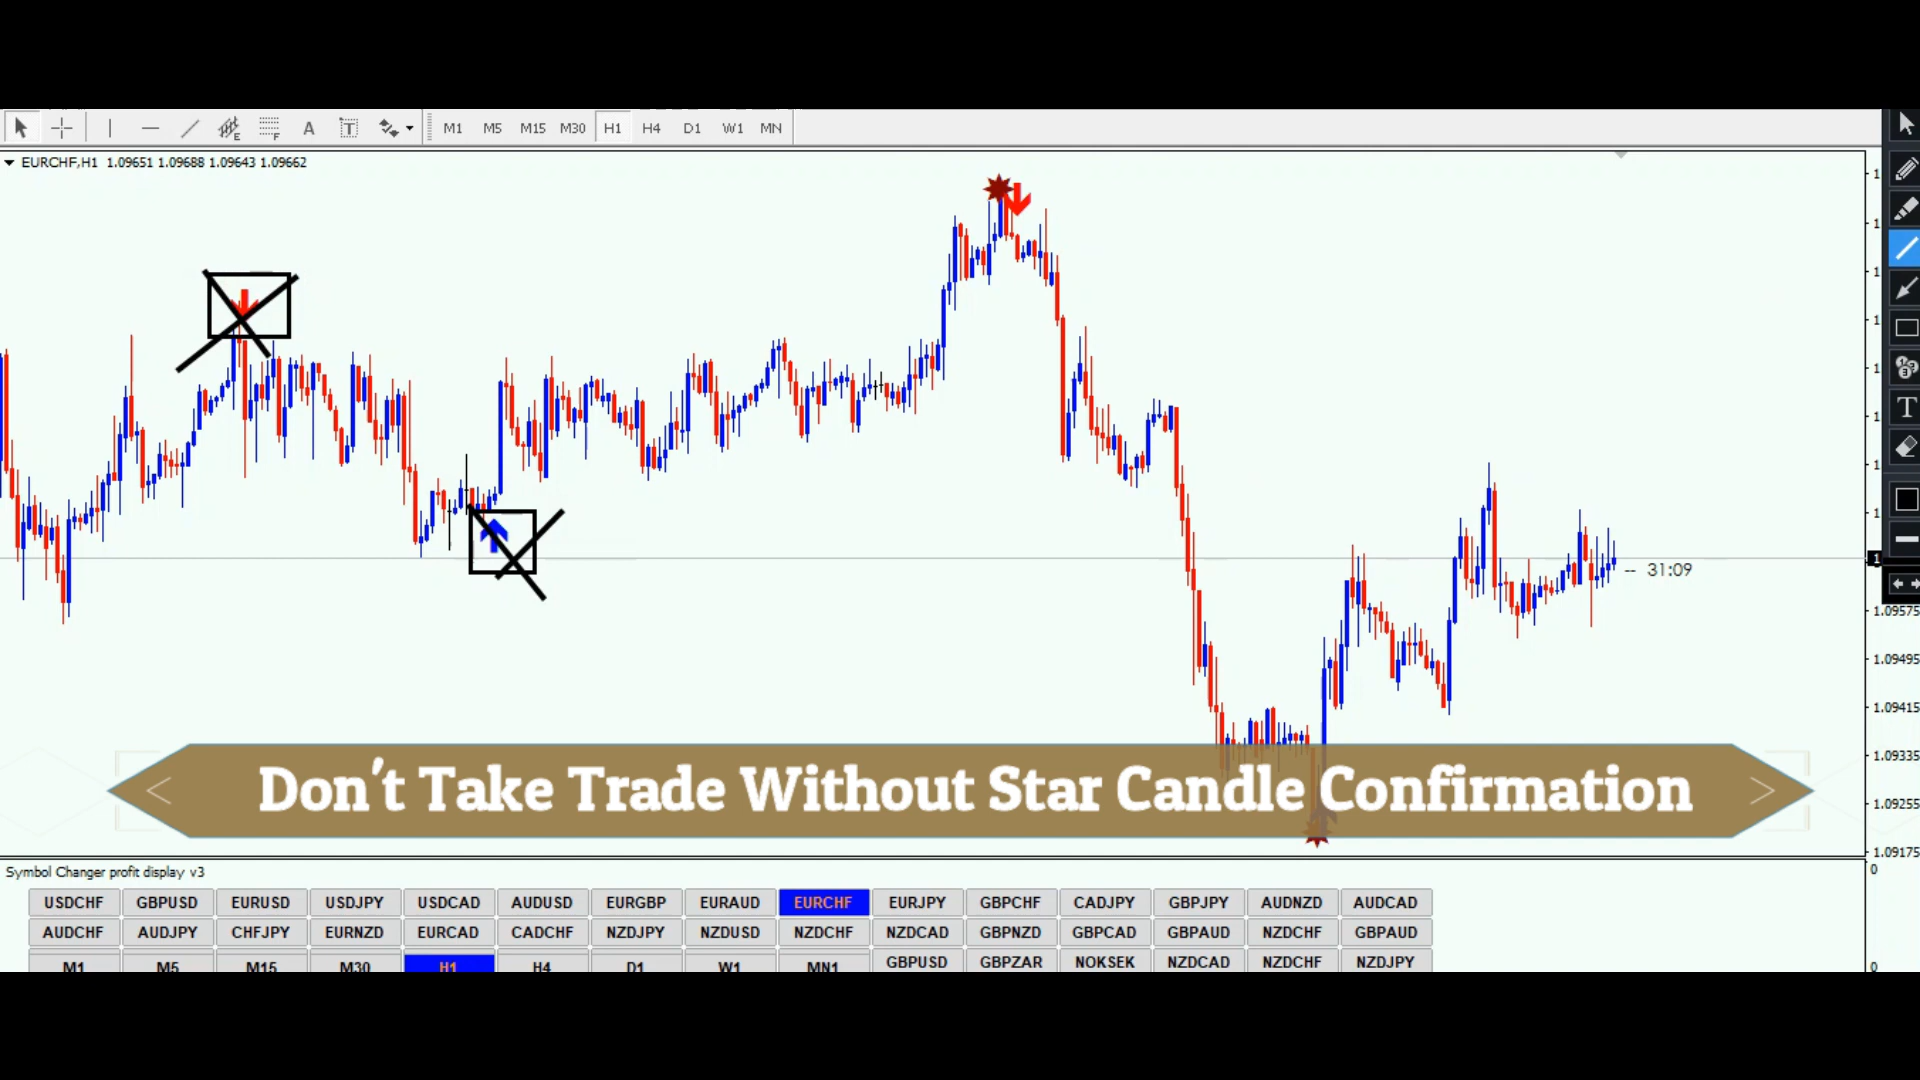 A T
M1 M5 M15 M30 H1 H4 D1 W1 MN
EURCHF,H1 1.09651 1.09688 1.09643 1.09662
T
-- 31:09
1.09575
1.09495
1.09415
1.09335
1.09255
1.09175
Don't Take Trade Without Star Candle Confirmation
Symbol Changer profit display v3
0
USDCHF GBPUSD EURUSD USDJPY USDCAD AUDUSD EURGBP EURAUD EURCHF EURJPY GBPCHF CADJPY GBPJPY AUDNZD AUDCAD
AUDCHF AUDJPY CHFJPY EURNZD EURCAD CADCHF NZDJPY NZDUSD NZDCHF NZDCAD GBPNZD GBPCAD GBPAUD NZDCHF GBPAUD
M1 M5 M15 M30 H1 H4 D1 W1 MN1 GBPUSD GBPZAR NOKSEK NZDCAD NZDCHF NZDJPY
0